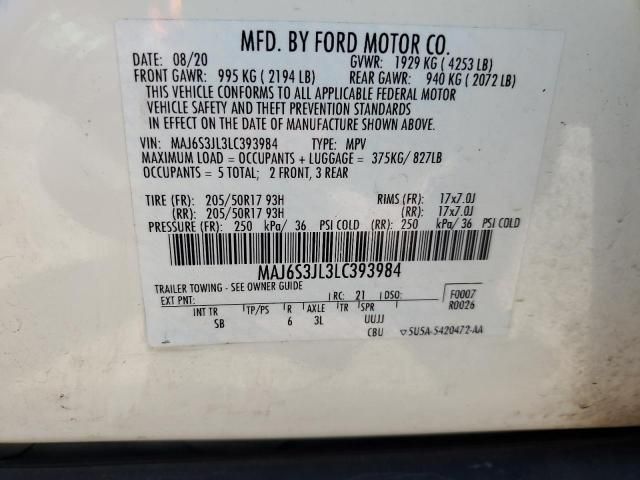 MFD. BY FORD MOTOR CO.
DATE: 08/20 GVWR: 1929 KG ( 4253 LB)
FRONT GAWR: 995 KG ( 2194 LB) REAR GAWR: 940 KG ( 2072 LB)
THIS VEHICLE CONFORMS TO ALL APPLICABLE FEDERAL MOTOR
VEHICLE SAFETY AND THEFT PREVENTION STANDARDS
IN EFFECT ON THE DATE OF MANUFACTURE SHOWN ABOVE.
VIN: MAJ6S3JL3LC393984 TYPE: MPV
MAXIMUM LOAD = OCCUPANTS + LUGGAGE = 375KG/ 827LB
OCCUPANTS = 5 TOTAL; 2 FRONT, 3 REAR
TIRE (FR): 205/50R17 93H RIMS (FR): 17x7.0J
(RR): 205/50R17 93H (RR): 17x7.0J
PRESSURE (FR): 250 kPa/ 36 PSI COLD (RR): 250 kPa/ 36 PSI COLD
MAJ6S3JL3LC393984
TRAILER TOWING - SEE OWNER GUIDE
EXT PNT: RC: 21 DSO: F0007
R0026
INT TR TP/PS R AXLE TR SPR
SB 6 3L UUJJ
CBU ▽5U5A-5420472-AA